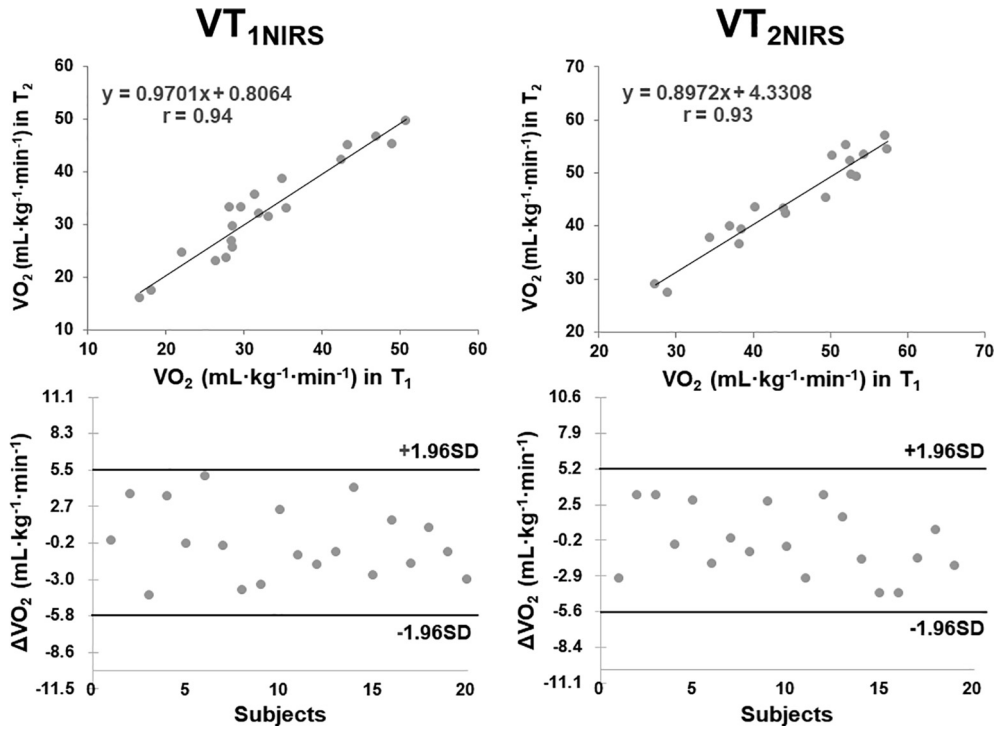 VT1NIRS
VT2NIRS
VO2 (mL·kg-1·min-1) in T2
60
50
40
30
20
10
y = 0.9701x + 0.8064
r = 0.94
10 20 30 40 50 60
VO2 (mL·kg-1·min-1) in T1
VO2 (mL·kg-1·min-1) in T2
70
60
50
40
30
20
y = 0.8972x + 4.3308
r = 0.93
20 30 40 50 60 70
VO2 (mL·kg-1·min-1) in T1
ΔVO2 (mL·kg-1·min-1)
11.1
8.3
5.5
2.7
-0.2
-3.0
-5.8
-8.6
-11.5
+1.96SD
-1.96SD
0 5 10 15 20
Subjects
ΔVO2 (mL·kg-1·min-1)
10.6
7.9
5.2
2.5
-0.2
-2.9
-5.6
-8.4
-11.1
+1.96SD
-1.96SD
0 5 10 15 20
Subjects